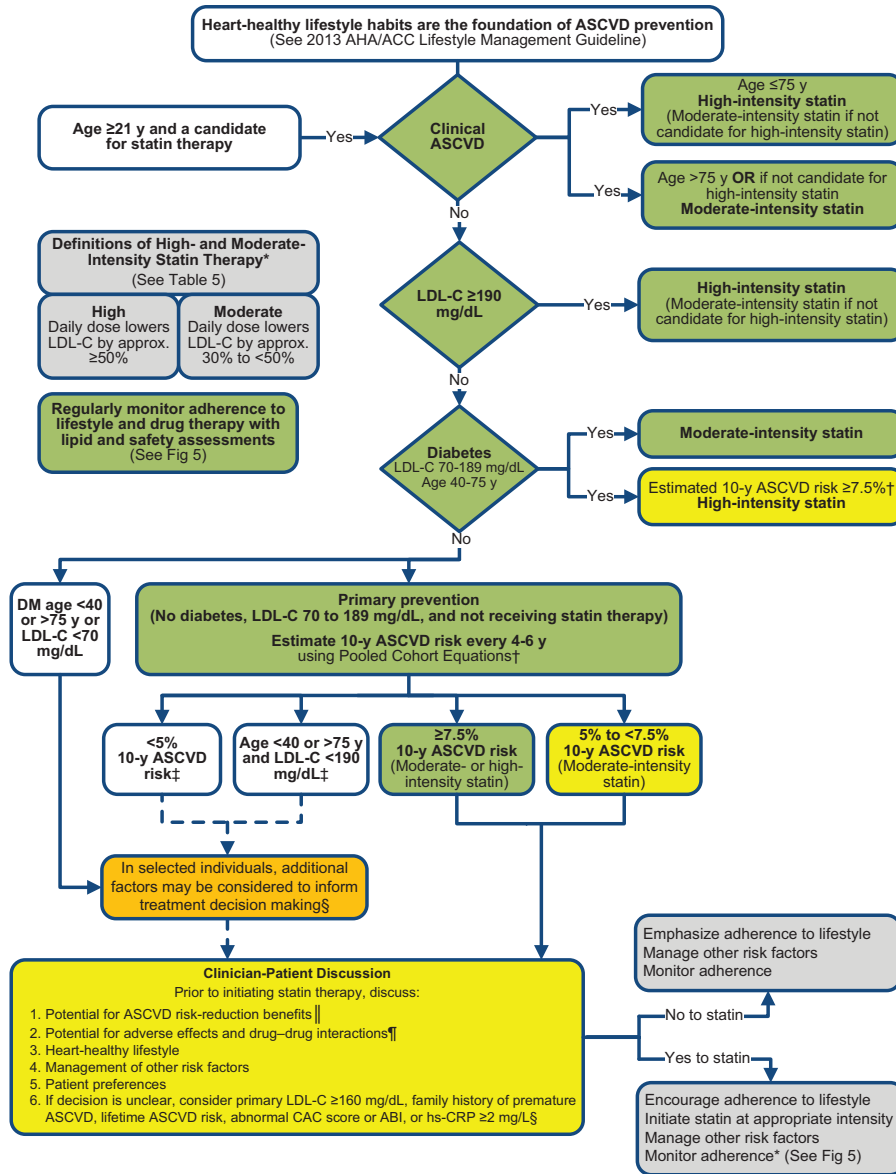 Heart-healthy lifestyle habits are the foundation of ASCVD prevention
(See 2013 AHA/ACC Lifestyle Management Guideline)
Age ≥21 y and a candidate
for statin therapy
Yes
Clinical
ASCVD
Yes
Age ≤75 y
High-intensity statin
(Moderate-intensity statin if not
candidate for high-intensity statin)
Yes
Age >75 y OR if not candidate for
high-intensity statin
Moderate-intensity statin
No
Definitions of High- and Moderate-
Intensity Statin Therapy*
(See Table 5)
High
Daily dose lowers
LDL-C by approx.
≥50%
Moderate
Daily dose lowers
LDL-C by approx.
30% to <50%
LDL-C ≥190
mg/dL
Yes
High-intensity statin
(Moderate-intensity statin if not
candidate for high-intensity statin)
No
Regularly monitor adherence to
lifestyle and drug therapy with
lipid and safety assessments
(See Fig 5)
Diabetes
LDL-C 70-189 mg/dL
Age 40-75 y
Yes
Moderate-intensity statin
Yes
Estimated 10-y ASCVD risk ≥7.5%†
High-intensity statin
No
DM age <40
or >75 y or
LDL-C <70
mg/dL
Primary prevention
(No diabetes, LDL-C 70 to 189 mg/dL, and not receiving statin therapy)
Estimate 10-y ASCVD risk every 4-6 y
using Pooled Cohort Equations†
<5%
10-y ASCVD
risk‡
Age <40 or >75 y
and LDL-C <190
mg/dL‡
≥7.5%
10-y ASCVD risk
(Moderate- or high-
intensity statin)
5% to <7.5%
10-y ASCVD risk
(Moderate-intensity
statin)
In selected individuals, additional
factors may be considered to inform
treatment decision making§
Clinician-Patient Discussion
Prior to initiating statin therapy, discuss:
1. Potential for ASCVD risk-reduction benefits‖
2. Potential for adverse effects and drug–drug interactions¶
3. Heart-healthy lifestyle
4. Management of other risk factors
5. Patient preferences
6. If decision is unclear, consider primary LDL-C ≥160 mg/dL, family history of premature
ASCVD, lifetime ASCVD risk, abnormal CAC score or ABI, or hs-CRP ≥2 mg/L§
Emphasize adherence to lifestyle
Manage other risk factors
Monitor adherence
No to statin
Yes to statin
Encourage adherence to lifestyle
Initiate statin at appropriate intensity
Manage other risk factors
Monitor adherence* (See Fig 5)